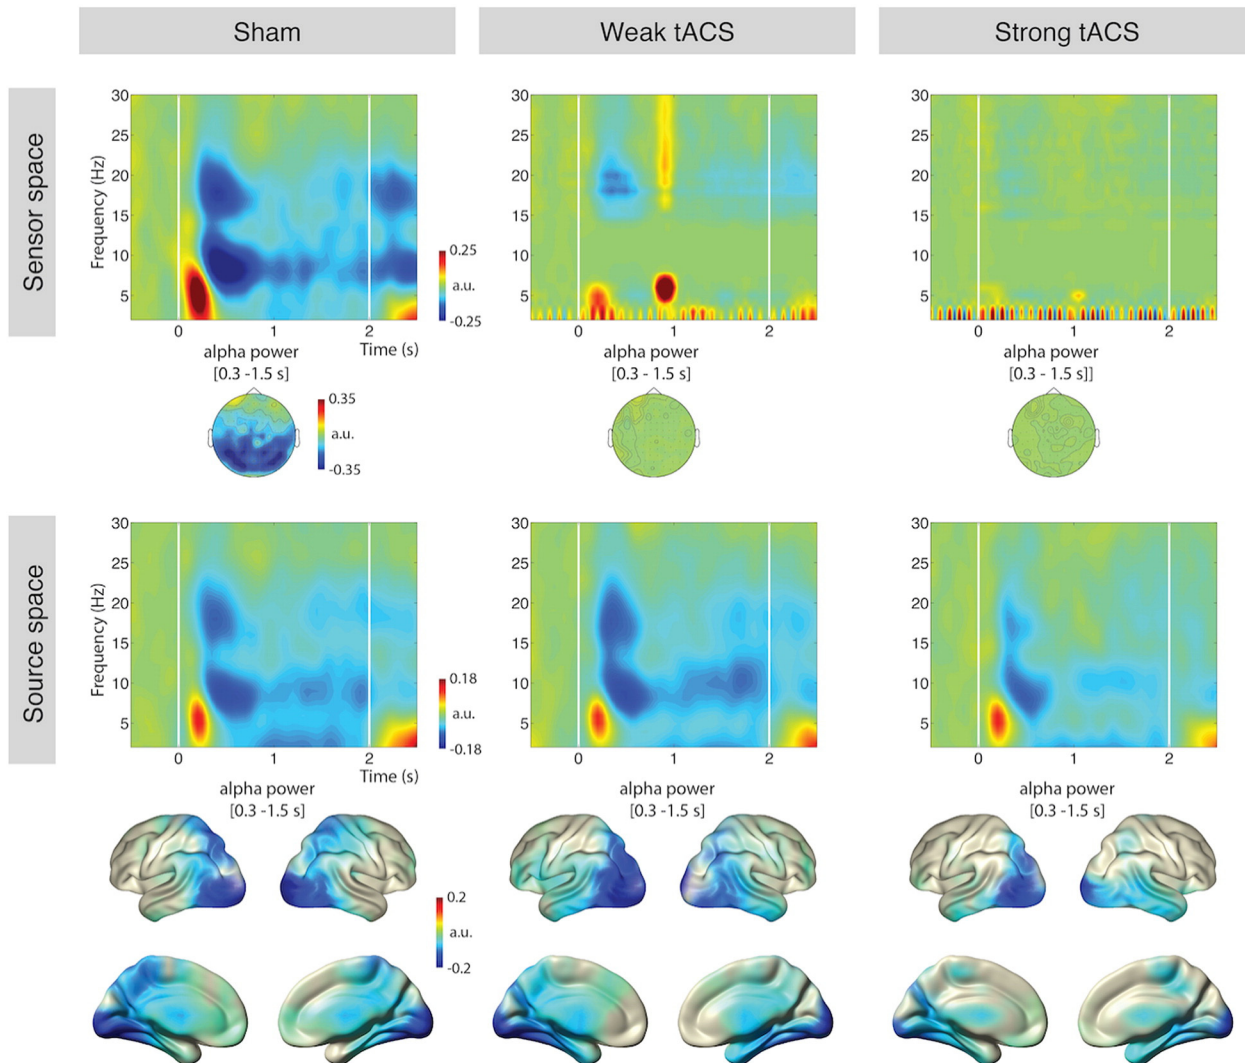 Sham
Weak tACS
Strong tACS
Sensor space
Frequency (Hz)
30
25
20
15
10
5
0
1
2
Time (s)
0.25
a.u.
-0.25
30
25
20
15
10
5
0
1
2
30
25
20
15
10
5
0
1
2
alpha power
[0.3 -1.5 s]
0.35
a.u.
-0.35
alpha power
[0.3 - 1.5 s]
alpha power
[0.3 - 1.5 s]]
Source space
Frequency (Hz)
30
25
20
15
10
5
0
1
2
Time (s)
0.18
a.u.
-0.18
30
25
20
15
10
5
0
1
2
30
25
20
15
10
5
0
1
2
alpha power
[0.3 -1.5 s]
alpha power
[0.3 -1.5 s]
alpha power
[0.3 -1.5 s]
0.2
a.u.
-0.2